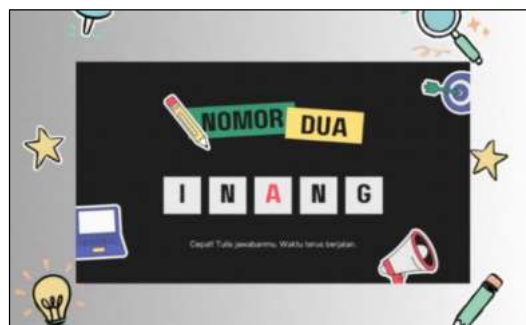 NOMOR DUA
I N A N G
Cepat! Tulis jawabanmu. Waktu terus berjalan.